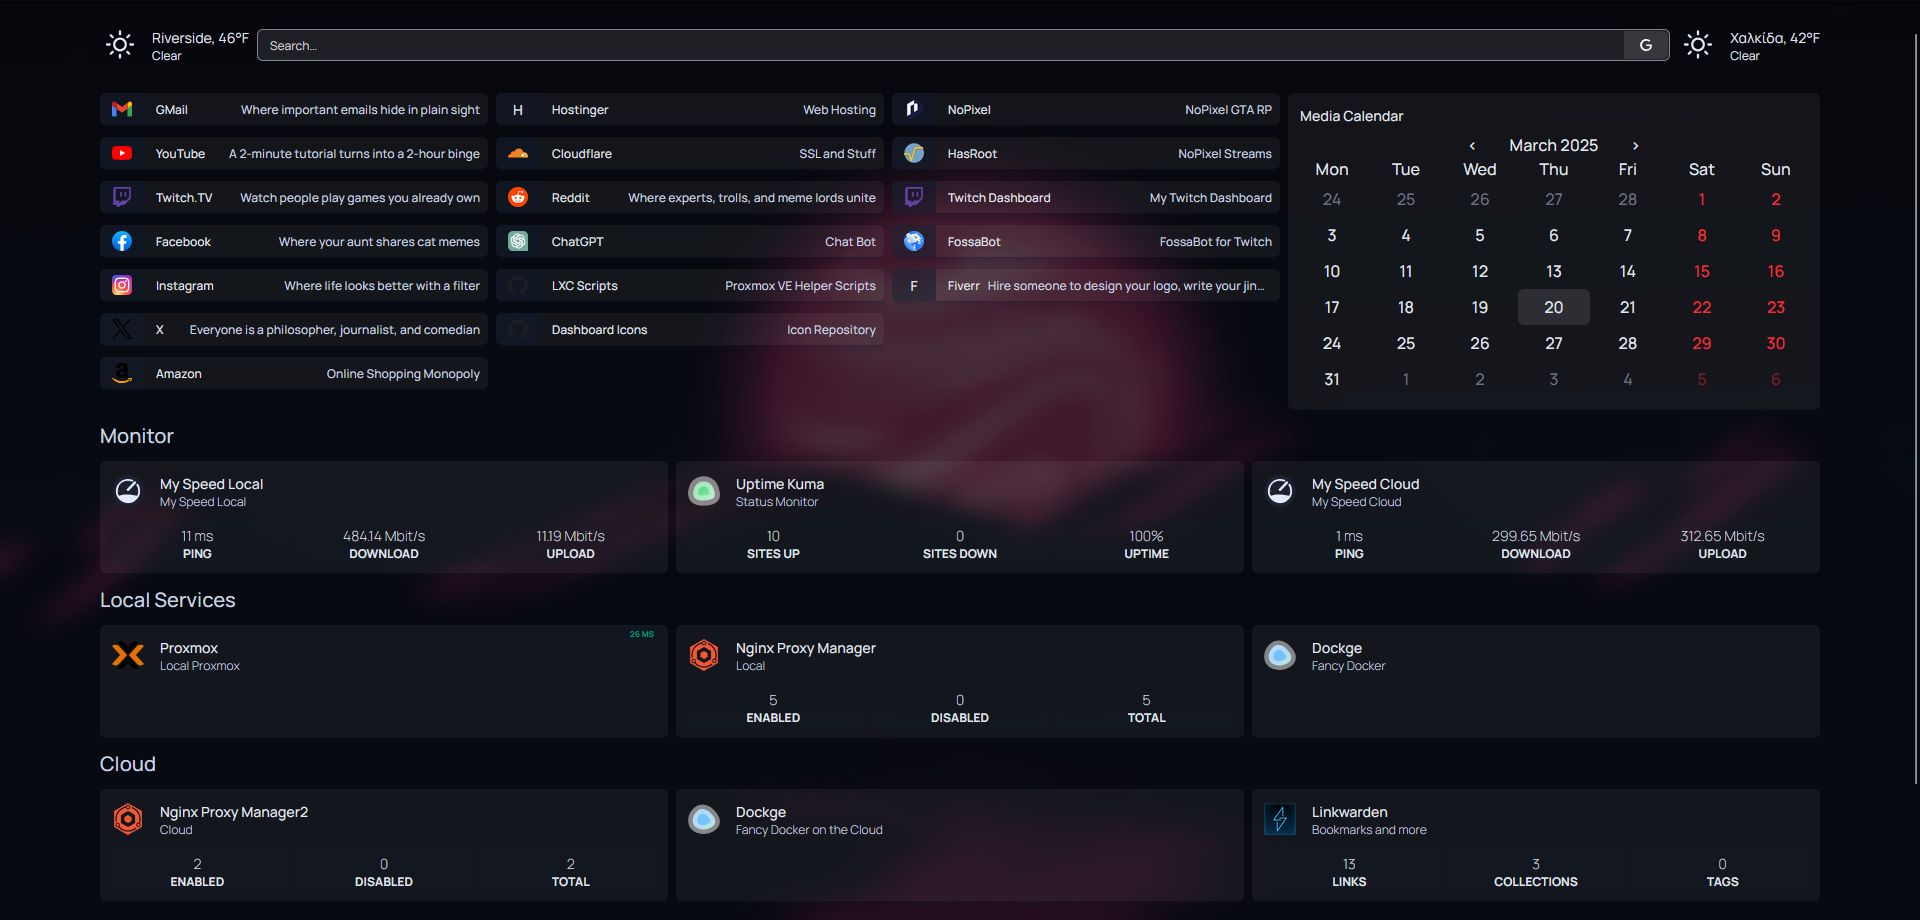 Riverside, 46°F
Clear
Search...
G
Χαλκίδα, 42°F
Clear
GMail Where important emails hide in plain sight
YouTube A 2-minute tutorial turns into a 2-hour binge
Twitch.TV Watch people play games you already own
Facebook Where your aunt shares cat memes
Instagram Where life looks better with a filter
X Everyone is a philosopher, journalist, and comedian
Amazon Online Shopping Monopoly
H Hostinger Web Hosting
Cloudflare SSL and Stuff
Reddit Where experts, trolls, and meme lords unite
ChatGPT Chat Bot
LXC Scripts Proxmox VE Helper Scripts
Dashboard Icons Icon Repository
NoPixel NoPixel GTA RP
HasRoot NoPixel Streams
Twitch Dashboard My Twitch Dashboard
FossaBot FossaBot for Twitch
F Fiverr Hire someone to design your logo, write your jin...
Media Calendar
‹ March 2025 ›
Mon Tue Wed Thu Fri Sat Sun
24 25 26 27 28 1 2
3 4 5 6 7 8 9
10 11 12 13 14 15 16
17 18 19 20 21 22 23
24 25 26 27 28 29 30
31 1 2 3 4 5 6
Monitor
My Speed Local
My Speed Local
11 ms 484.14 Mbit/s 11.19 Mbit/s
PING DOWNLOAD UPLOAD
Uptime Kuma
Status Monitor
10 0 100%
SITES UP SITES DOWN UPTIME
My Speed Cloud
My Speed Cloud
1 ms 299.65 Mbit/s 312.65 Mbit/s
PING DOWNLOAD UPLOAD
Local Services
Proxmox
Local Proxmox
26 MS
Nginx Proxy Manager
Local
5 0 5
ENABLED DISABLED TOTAL
Dockge
Fancy Docker
Cloud
Nginx Proxy Manager2
Cloud
2 0 2
ENABLED DISABLED TOTAL
Dockge
Fancy Docker on the Cloud
Linkwarden
Bookmarks and more
13 3 0
LINKS COLLECTIONS TAGS